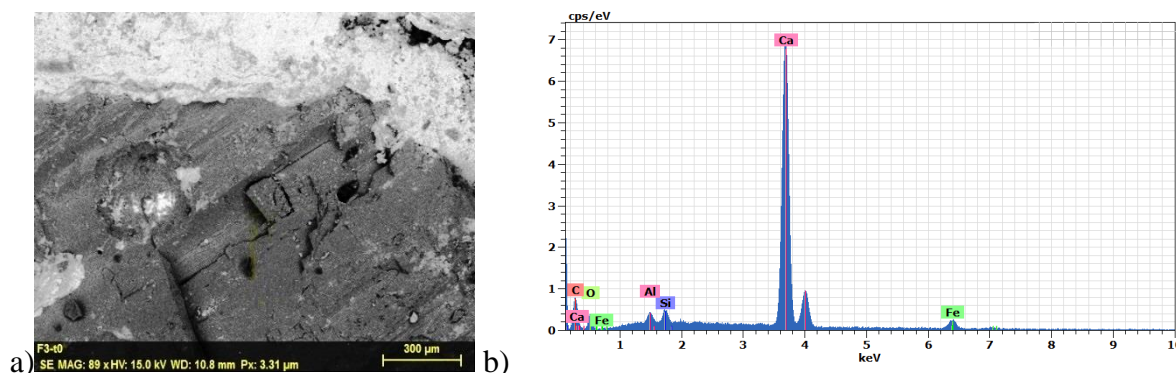 a)
F3-t0
SE MAG: 89 x HV: 15.0 kV WD: 10.8 mm Px: 3.31 µm
300 µm
b)
cps/eV
7
6
5
4
3
2
1
0
Ca
C
O
Ca
Fe
Al
Si
Fe
1 2 3 4 5 6 7 8 9 10
keV